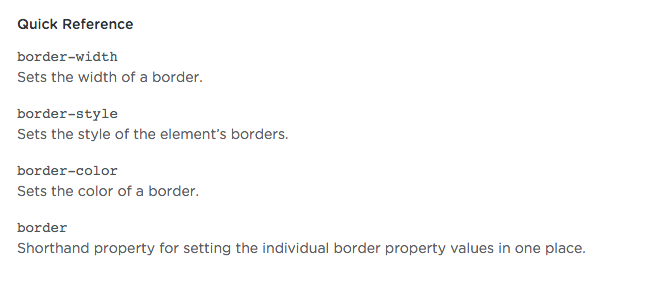 Quick Reference
border-width
Sets the width of a border.
border-style
Sets the style of the element’s borders.
border-color
Sets the color of a border.
border
Shorthand property for setting the individual border property values in one place.